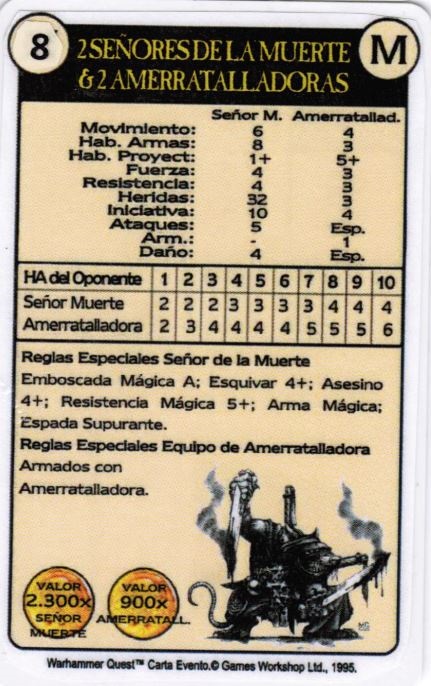 8
2 SEÑORES DE LA MUERTE
& 2 AMERRATALLADORAS
M
Señor M. Amerratallad.
Movimiento: 6 4
Hab. Armas: 8 3
Hab. Proyect: 1+ 5+
Fuerza: 4 3
Resistencia: 4 3
Heridas: 32 3
Iniciativa: 10 4
Ataques: 5 Esp.
Arm.: - 1
Daño: 4 Esp.
HA del Oponente 1 2 3 4 5 6 7 8 9 10
Señor Muerte 2 2 2 3 3 3 3 4 4 4
Amerratalladora 2 3 4 4 4 4 5 5 5 6
Reglas Especiales Señor de la Muerte
Emboscada Mágica A; Esquivar 4+; Asesino
4+; Resistencia Mágica 5+; Arma Mágica;
Espada Supurante.
Reglas Especiales Equipo de Amerratalladora
Armados con
Amerratalladora.
VALOR
2.300x
SEÑOR
MUERTE
VALOR
900x
AMERRATALL.
MG
Warhammer Quest™ Carta Evento.© Games Workshop Ltd., 1995.